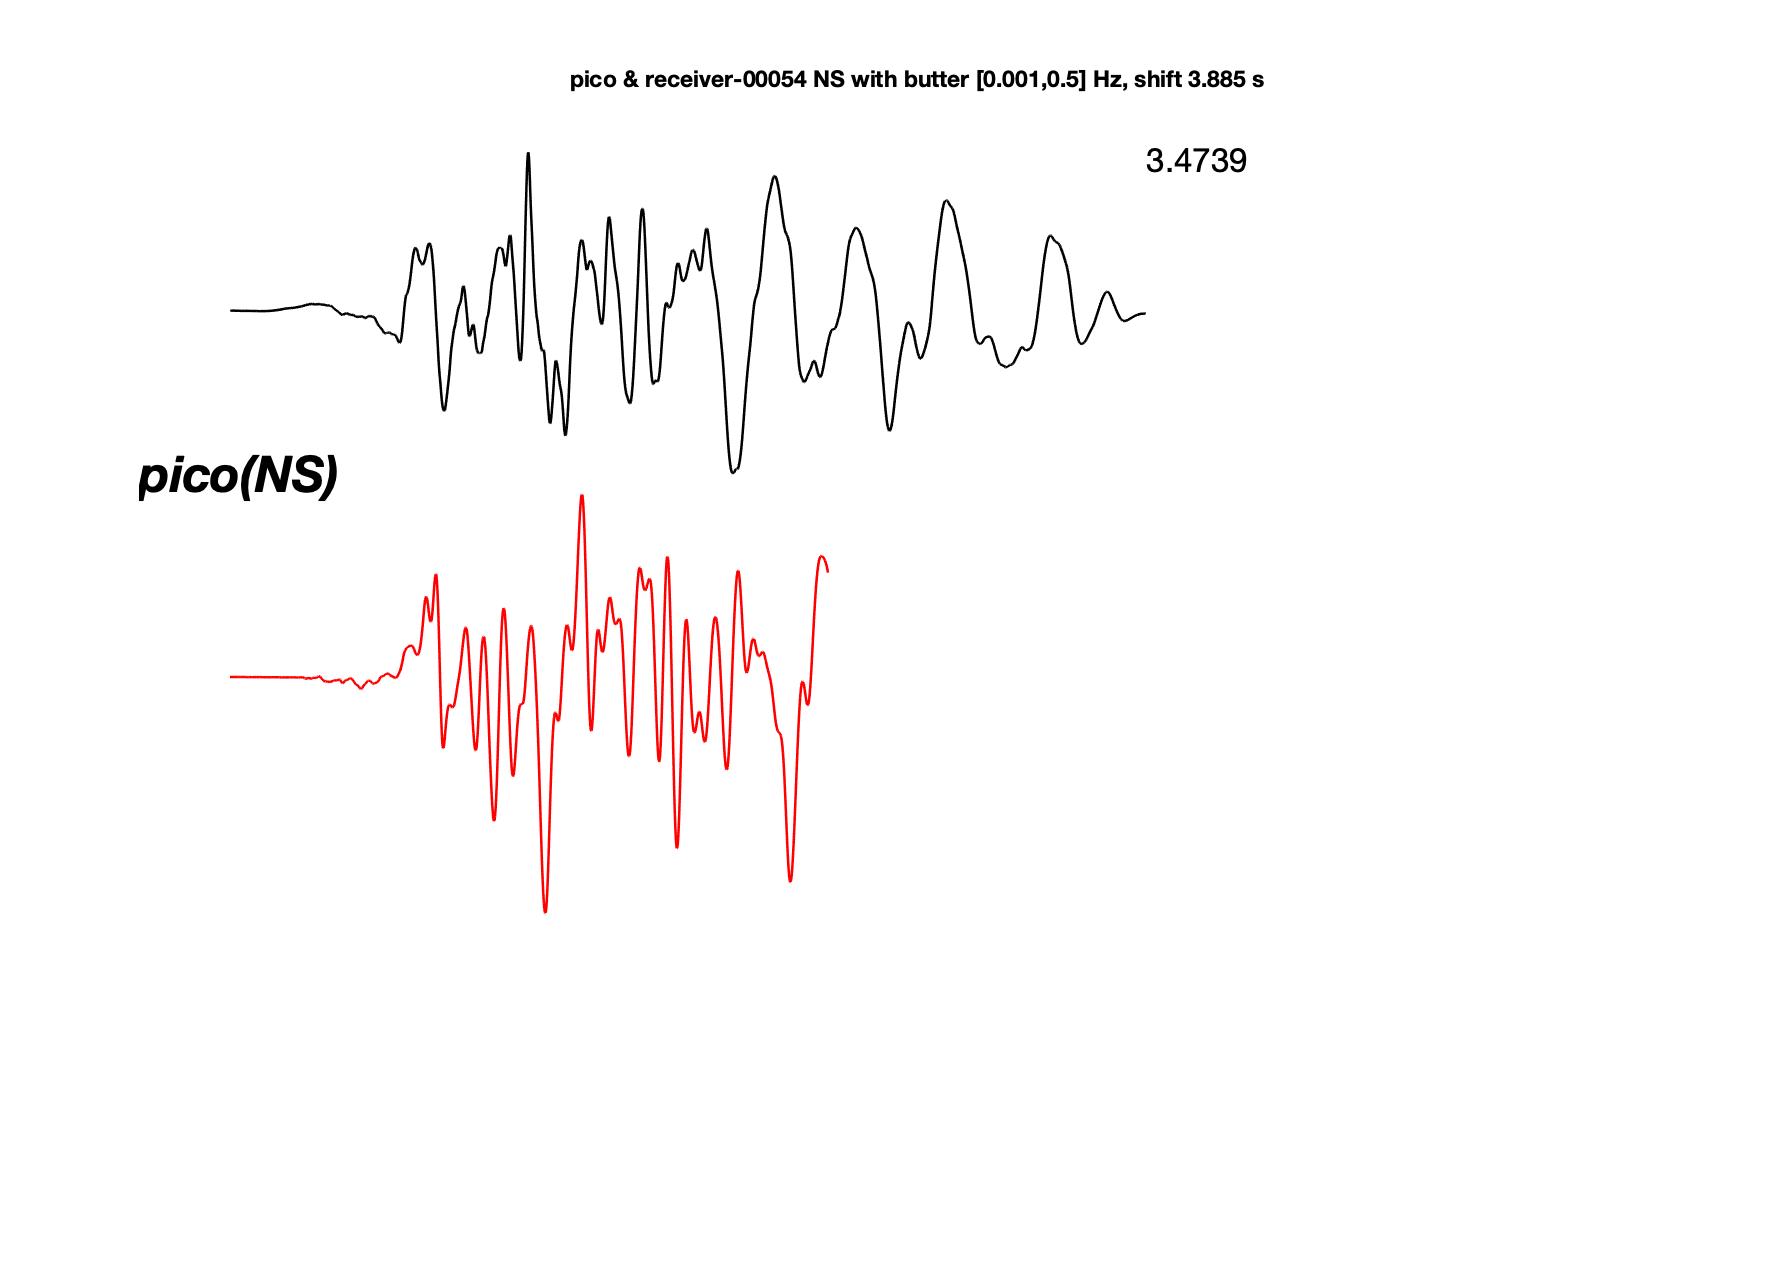 pico & receiver-00054 NS with butter [0.001,0.5] Hz, shift 3.885 s
3.4739
pico(NS)